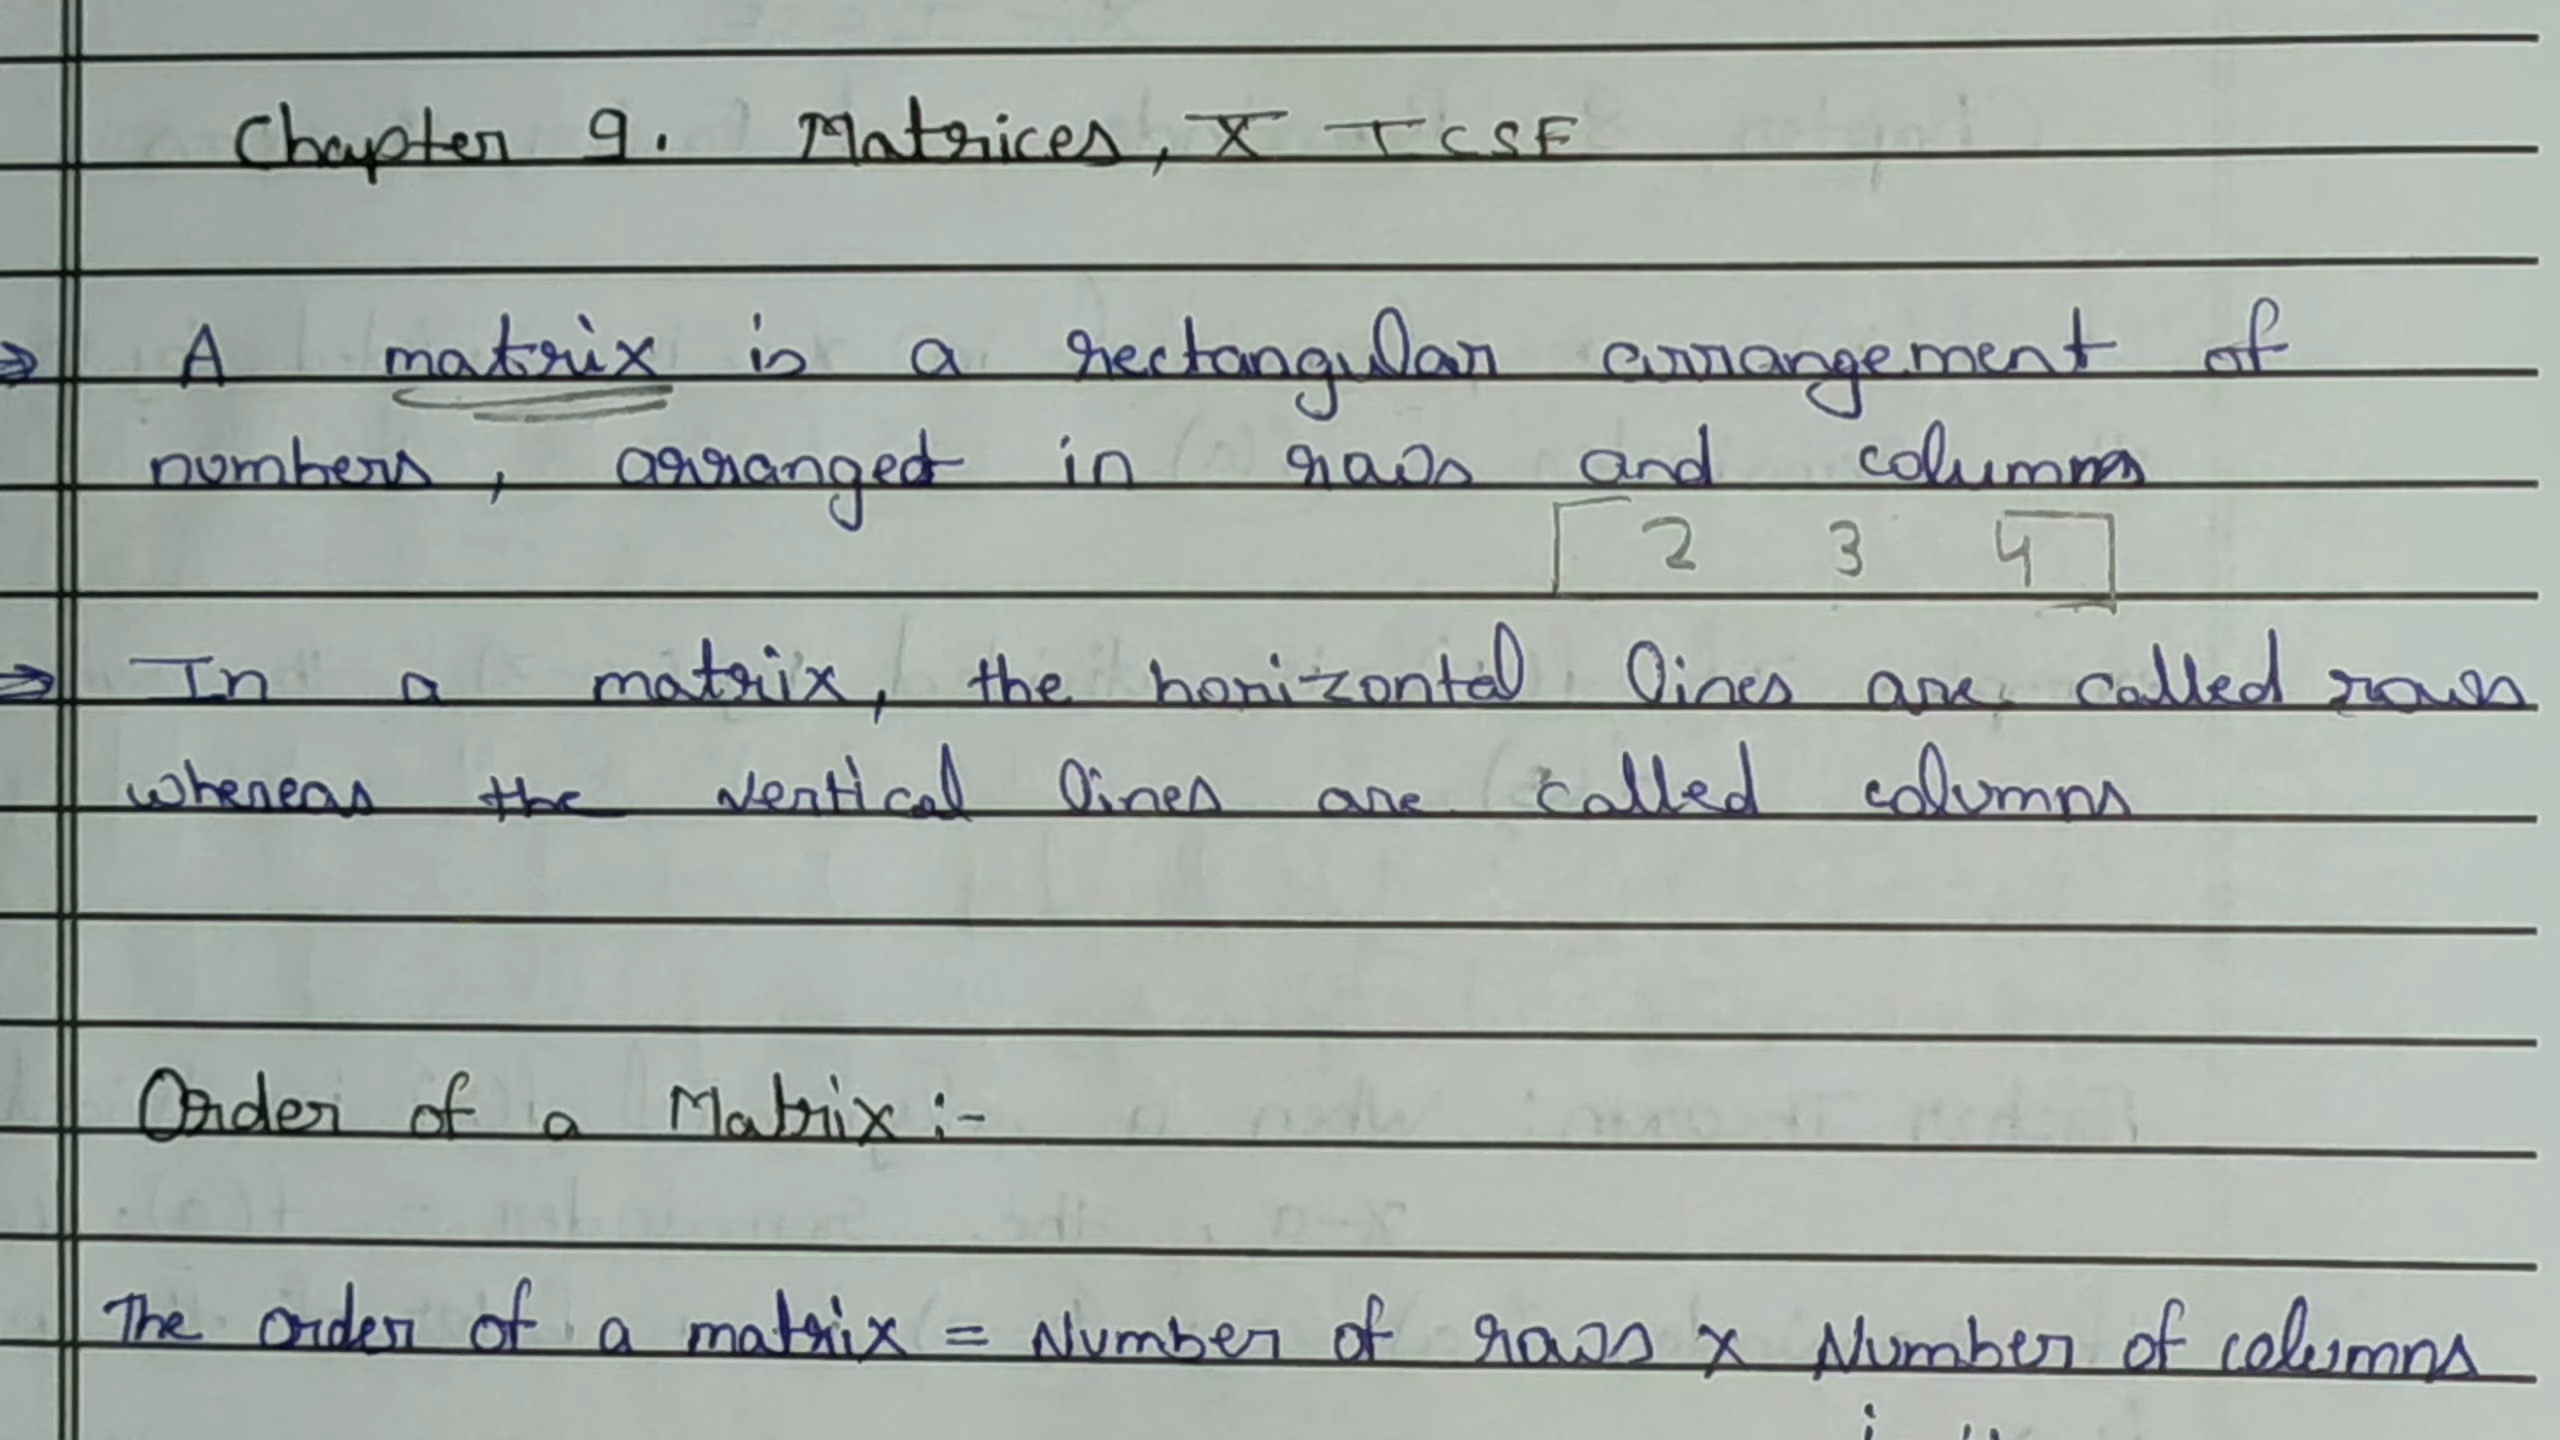 Chapter 9. Matrices, X ICSE
⇒ A matrix is a rectangular arrangement of
numbers, arranged in rows and columns
[ 2 3 4 ]
⇒ In a matrix, the horizontal lines are called rows
whereas the vertical lines are called columns
Order of a Matrix :-
The order of a matrix = Number of rows x Number of columns